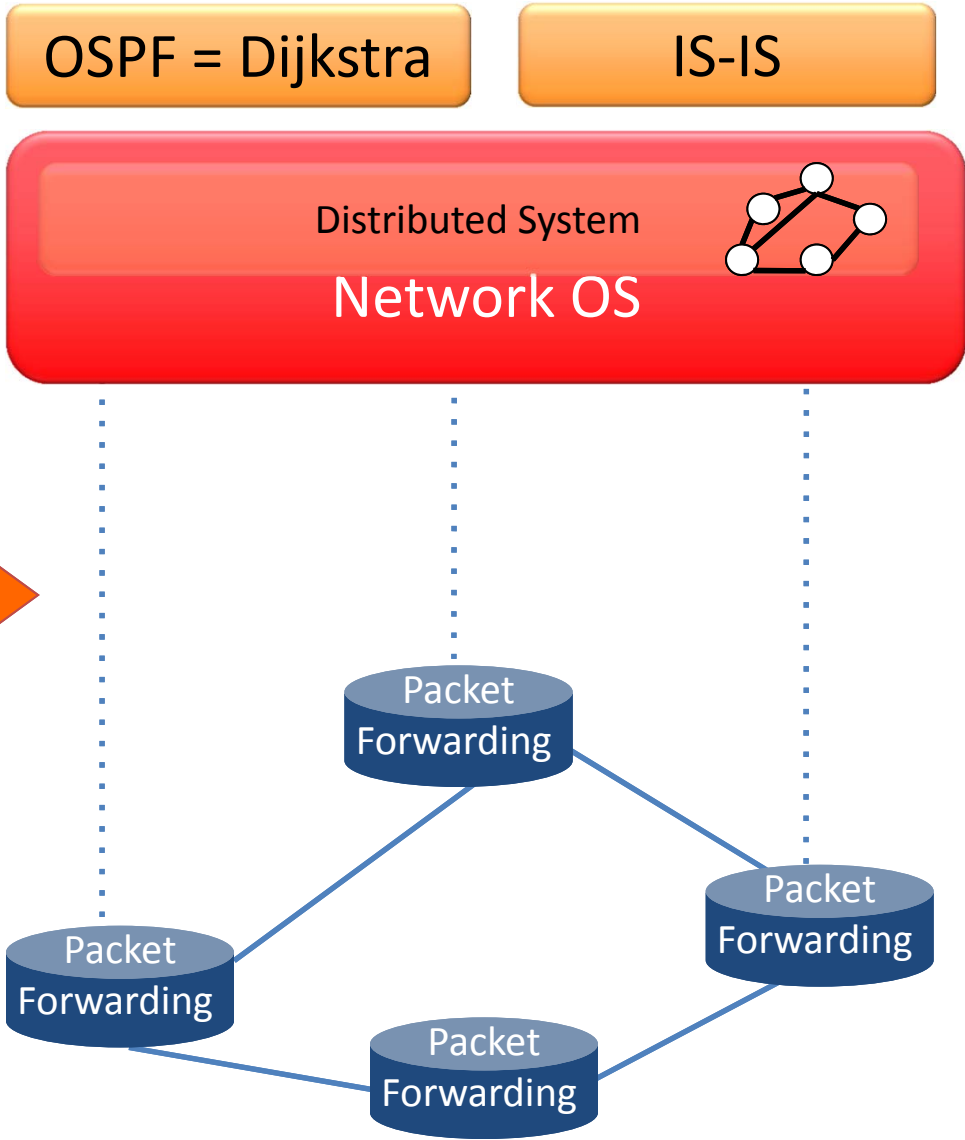 OSPF = Dijkstra
IS-IS
Distributed System
Network OS
Packet
Forwarding
Packet
Forwarding
Packet
Forwarding
Packet
Forwarding